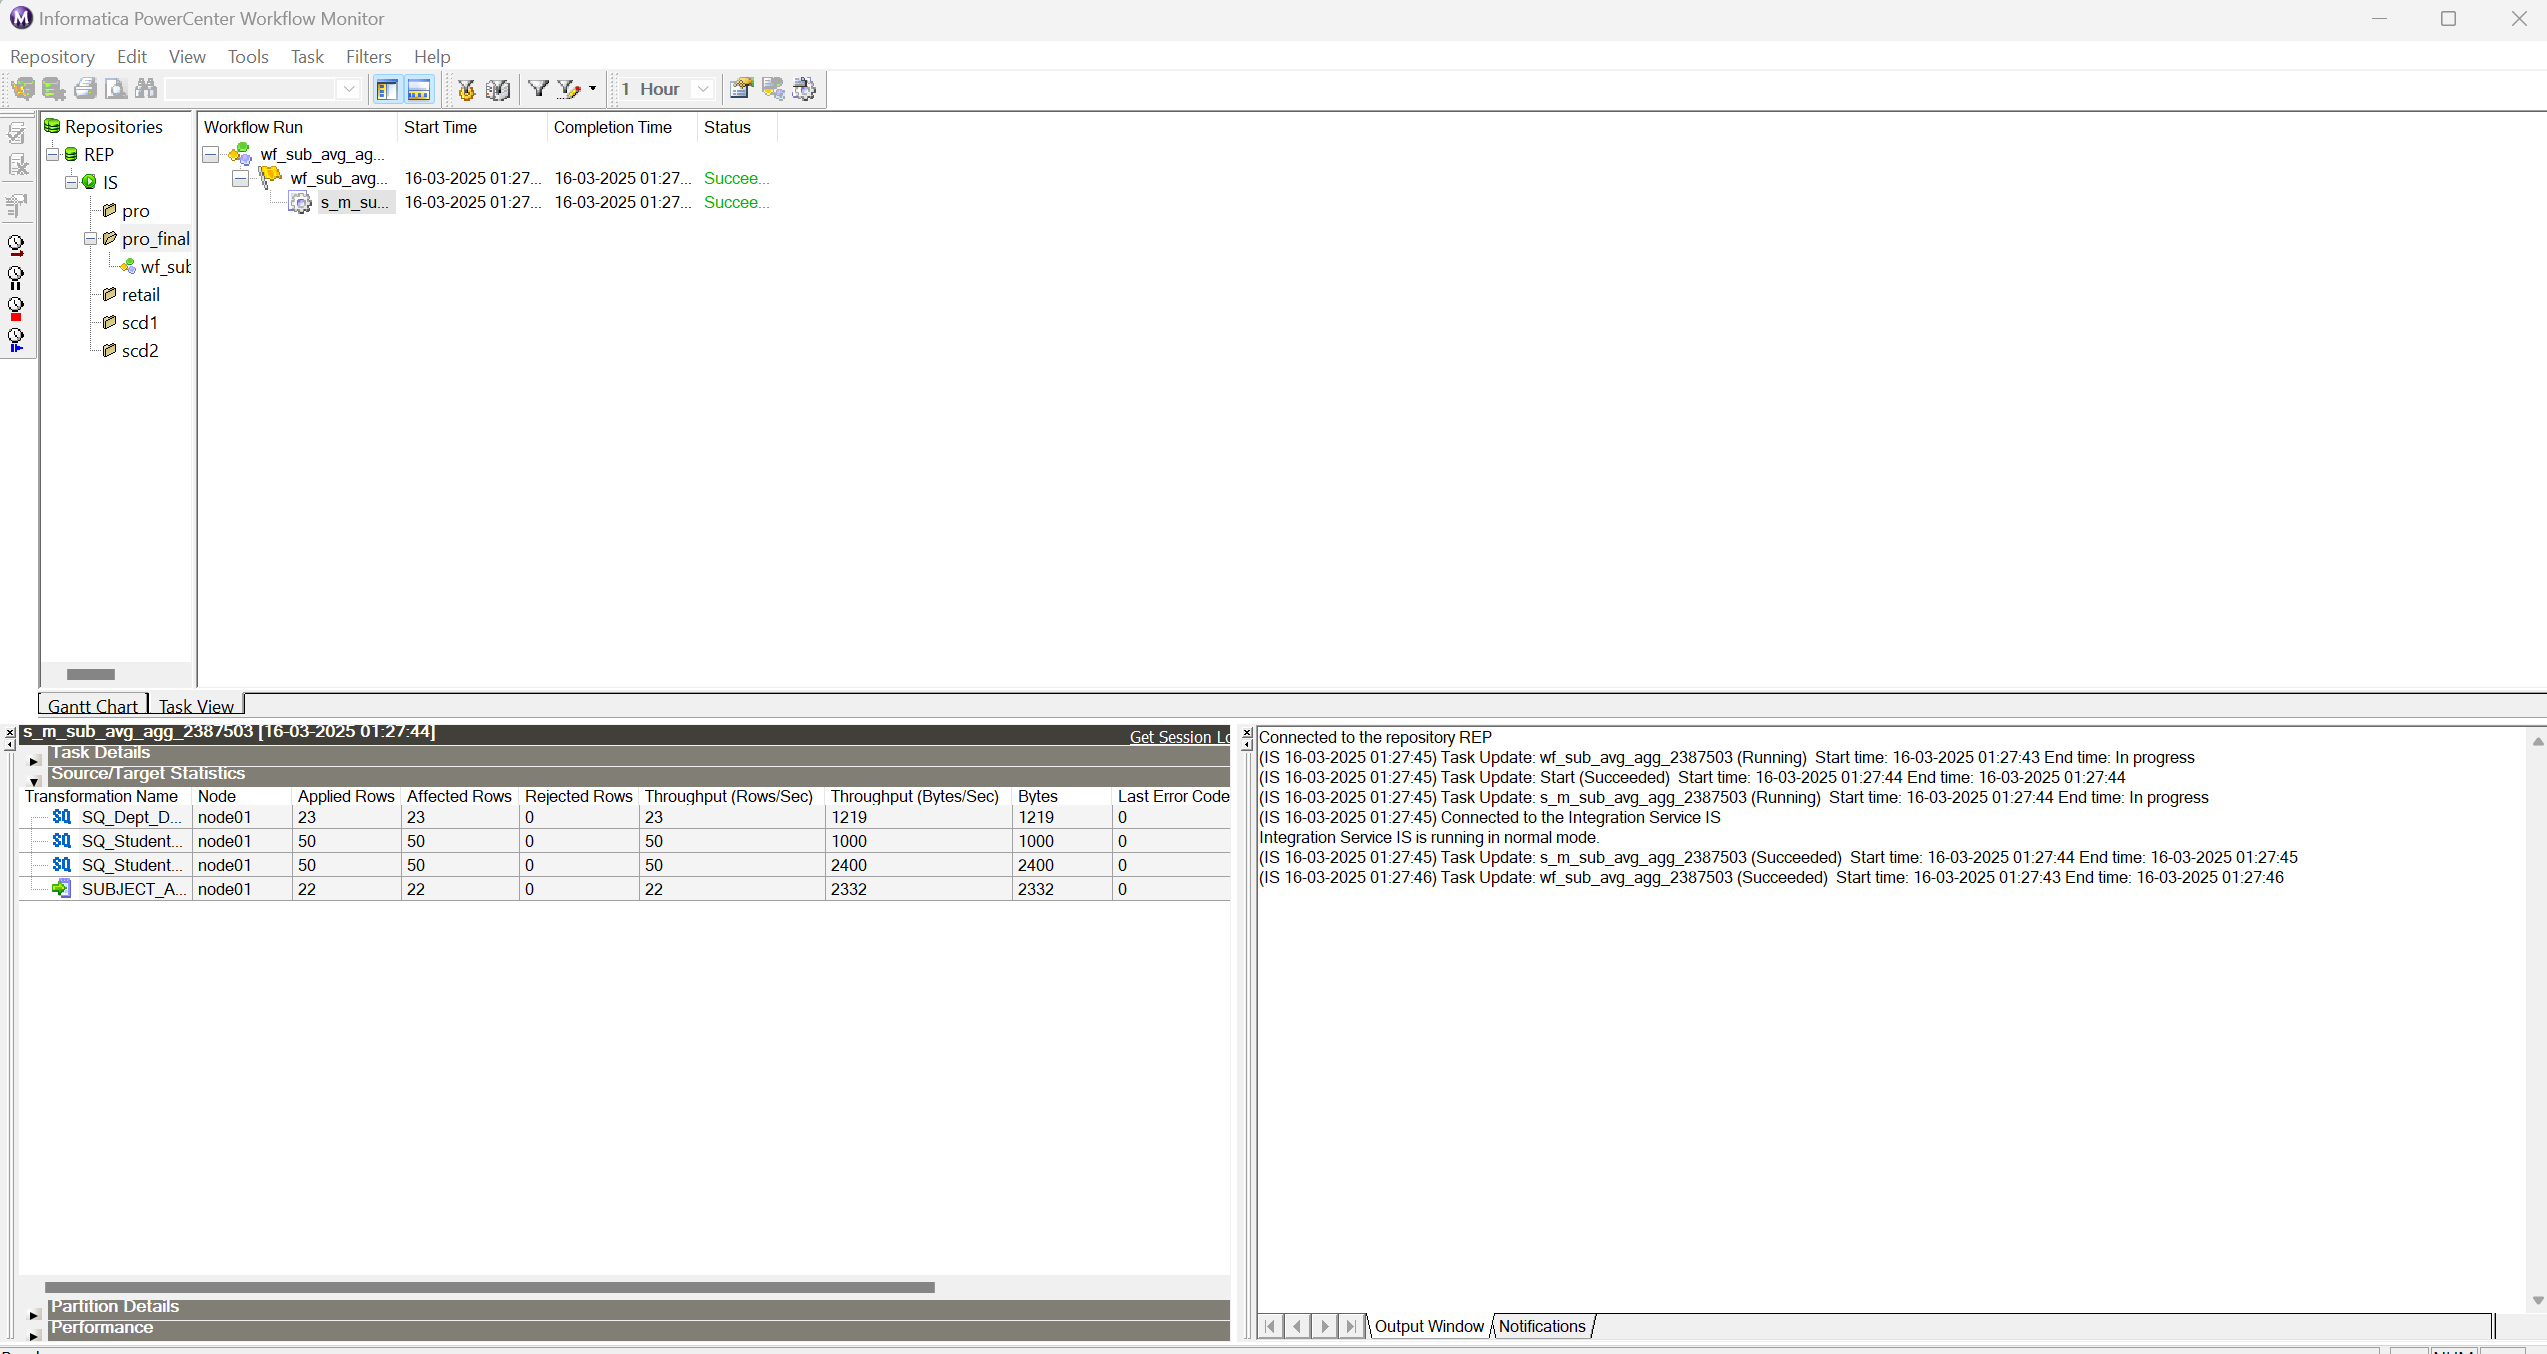 Informatica PowerCenter Workflow Monitor
Repository Edit View Tools Task Filters Help
1 Hour
Repositories
REP
IS
pro
pro_final
wf_sub
retail
scd1
scd2
Workflow Run Start Time Completion Time Status
wf_sub_avg_ag...
wf_sub_avg... 16-03-2025 01:27... 16-03-2025 01:27... Succee...
s_m_su... 16-03-2025 01:27... 16-03-2025 01:27... Succee...
Gantt Chart Task View
s_m_sub_avg_agg_2387503 [16-03-2025 01:27:44]
Get Session Lo
Task Details
Source/Target Statistics
Transformation Name Node Applied Rows Affected Rows Rejected Rows Throughput (Rows/Sec) Throughput (Bytes/Sec) Bytes Last Error Code
SQ SQ_Dept_D... node01 23 23 0 23 1219 1219 0
SQ SQ_Student... node01 50 50 0 50 1000 1000 0
SQ SQ_Student... node01 50 50 0 50 2400 2400 0
SUBJECT_A... node01 22 22 0 22 2332 2332 0
Partition Details
Performance
Connected to the repository REP
(IS 16-03-2025 01:27:45) Task Update: wf_sub_avg_agg_2387503 (Running) Start time: 16-03-2025 01:27:43 End time: In progress
(IS 16-03-2025 01:27:45) Task Update: Start (Succeeded) Start time: 16-03-2025 01:27:44 End time: 16-03-2025 01:27:44
(IS 16-03-2025 01:27:45) Task Update: s_m_sub_avg_agg_2387503 (Running) Start time: 16-03-2025 01:27:44 End time: In progress
(IS 16-03-2025 01:27:45) Connected to the Integration Service IS
Integration Service IS is running in normal mode.
(IS 16-03-2025 01:27:45) Task Update: s_m_sub_avg_agg_2387503 (Succeeded) Start time: 16-03-2025 01:27:44 End time: 16-03-2025 01:27:45
(IS 16-03-2025 01:27:46) Task Update: wf_sub_avg_agg_2387503 (Succeeded) Start time: 16-03-2025 01:27:43 End time: 16-03-2025 01:27:46
Output Window Notifications